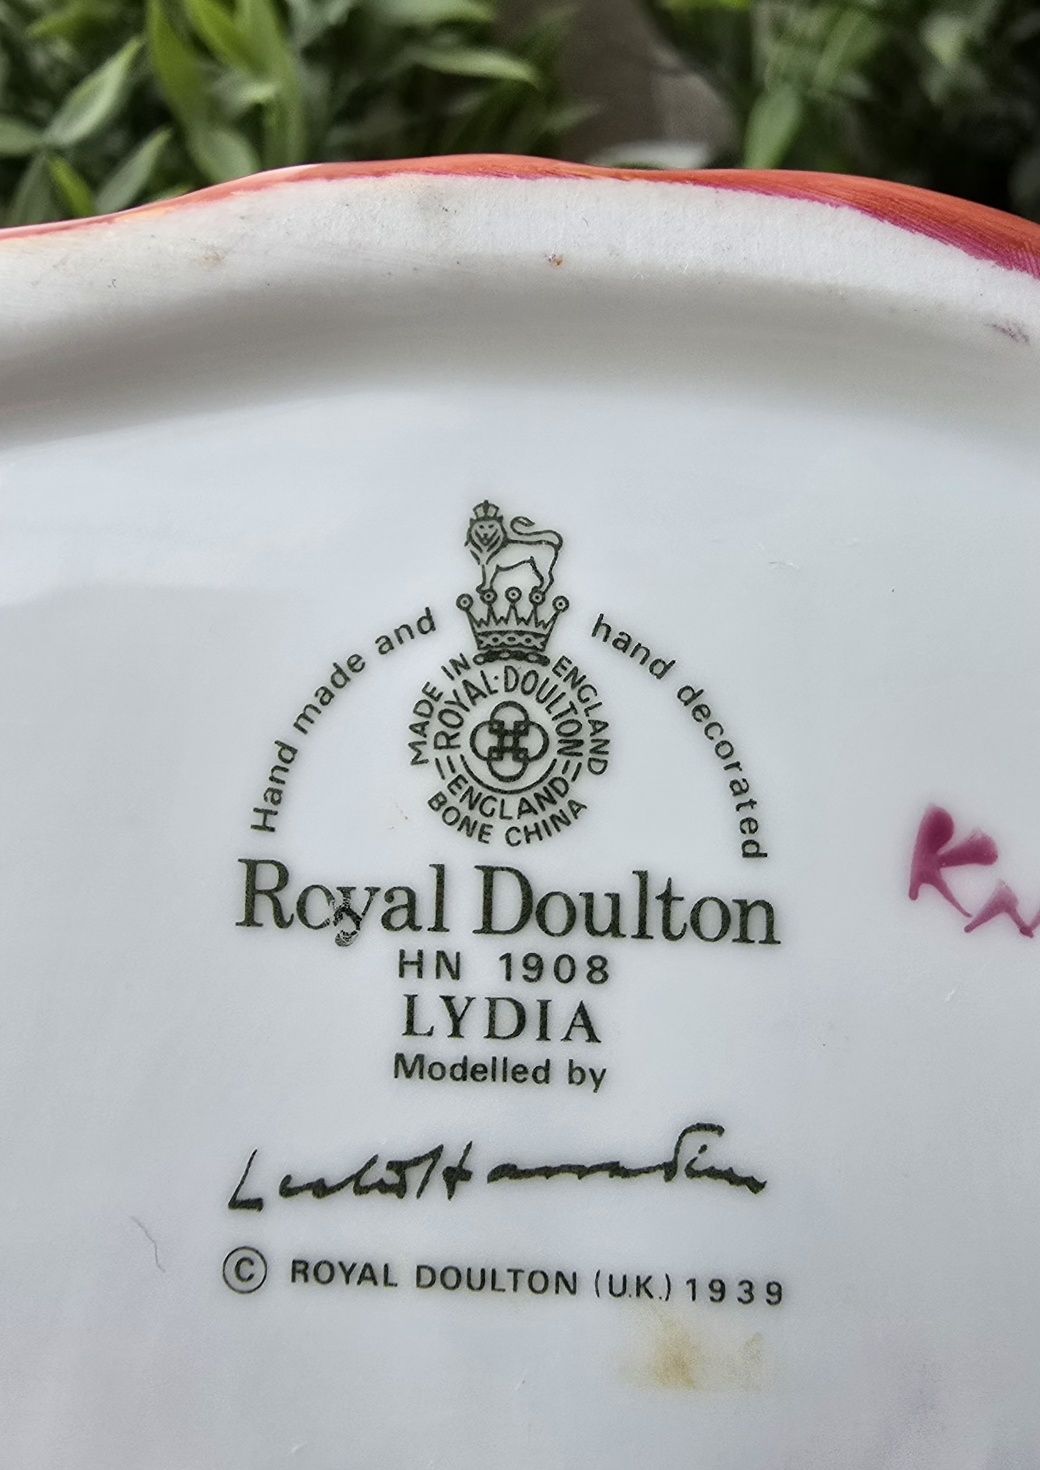 Hand made and hand decorated
MADE IN ENGLAND
ROYAL·DOULTON
ENGLAND
BONE CHINA
Royal Doulton
HN 1908
LYDIA
Modelled by
© ROYAL DOULTON (U.K.) 1939